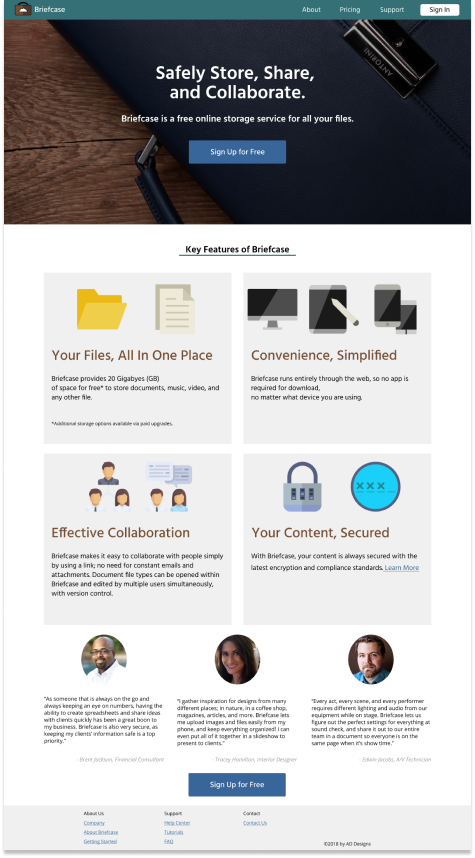 Briefcase
About
Pricing
Support
Sign In
ANTORINI
Safely Store, Share,
and Collaborate.
Briefcase is a free online storage service for all your files.
Sign Up for Free
Key Features of Briefcase
Your Files, All In One Place
Briefcase provides 20 Gigabyes (GB)
of space for free* to store documents, music, video, and
any other file.
*Additional storage options available via paid upgrades.
Convenience, Simplified
Briefcase runs entirely through the web, so no app is
required for download,
no matter what device you are using.
Effective Collaboration
Briefcase makes it easy to collaborate with people simply
by using a link; no need for constant emails and
attachments. Document file types can be opened within
Briefcase and edited by multiple users simultaneously,
with version control.
Your Content, Secured
With Briefcase, your content is always secured with the
latest encryption and compliance standards. Learn More
"As someone that is always on the go and
always keeping an eye on numbers, having the
ability to create spreadsheets and share ideas
with clients quickly has been a great boon to
my business. Briefcase is also very secure, as
keeping my clients' information safe is a top
priority."
- Brent Jackson, Financial Consultant
"I gather inspiration for designs from many
different places; in nature, in a coffee shop,
magazines, articles, and more. Briefcase lets
me upload images and files easily from my
phone, and keep everything organized! I can
even put all of it together in a slideshow to
present to clients."
- Tracey Hamilton, Interior Designer
"Every act, every scene, and every performer
requires different lighting and audio from our
equipment while on stage. Briefcase lets us
figure out the perfect settings for everything at
sound check, and share it out to our entire
team in a document so everyone is on the
same page when it's show time."
- Edwin Jacobs, A/V Technician
Sign Up for Free
About Us
Company
About Briefcase
Getting Started
Support
Help Center
Tutorials
FAQ
Contact
Contact Us
©2018 by AD Designs